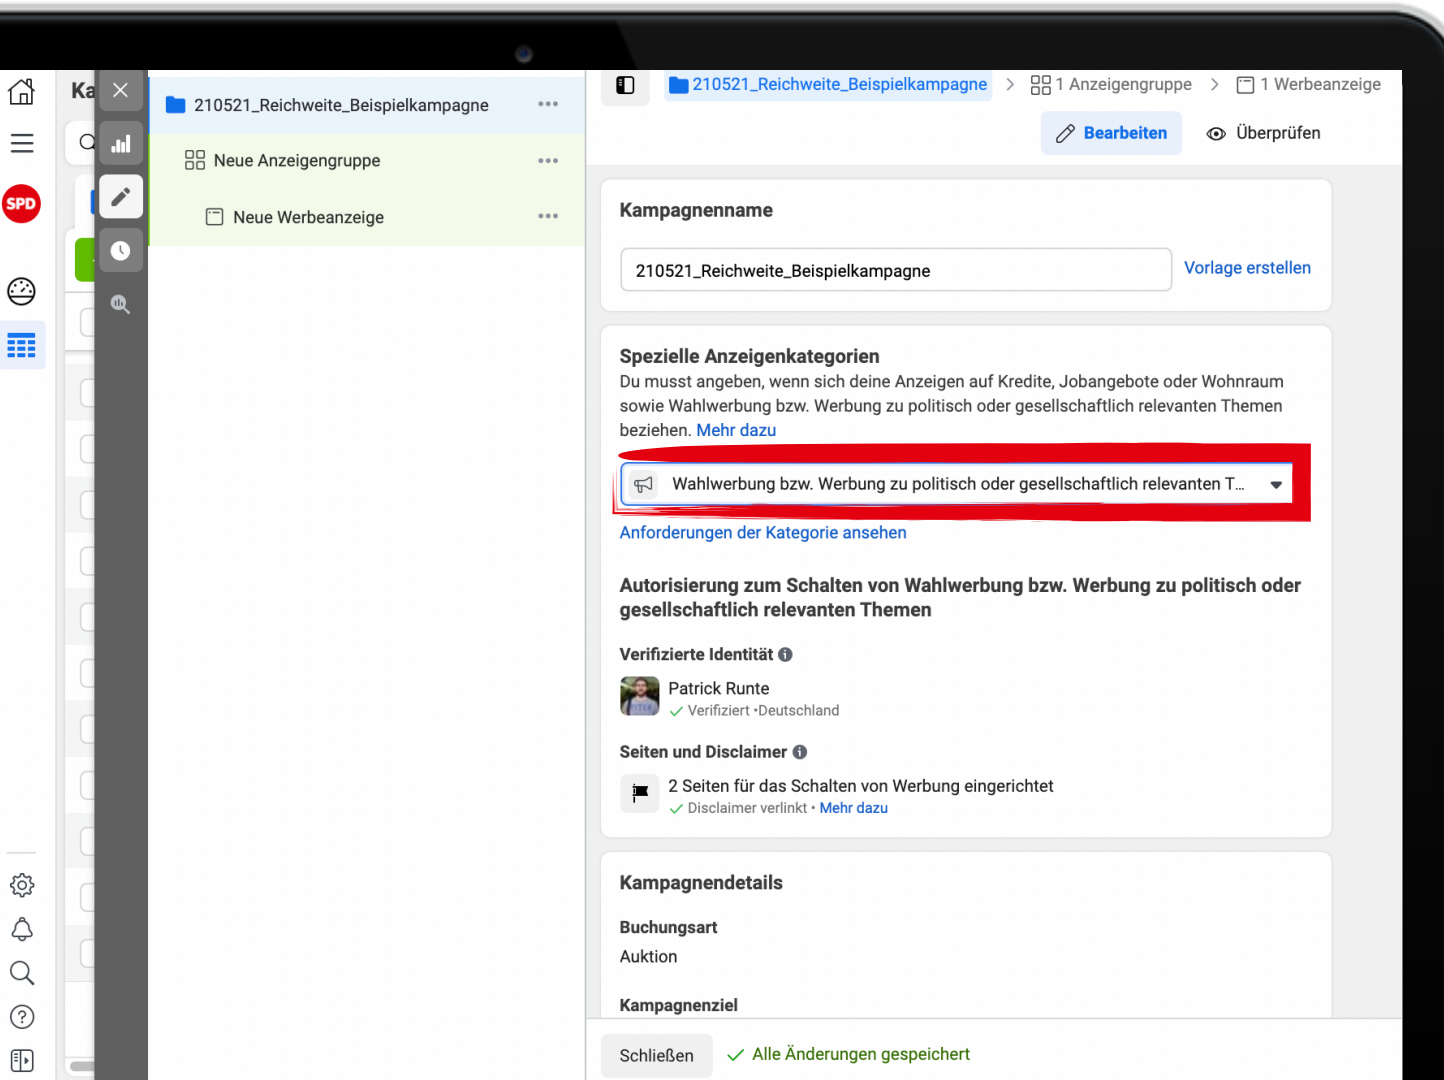 Ka
SPD
210521_Reichweite_Beispielkampagne
Neue Anzeigengruppe
Neue Werbeanzeige
210521_Reichweite_Beispielkampagne
1 Anzeigengruppe
1 Werbeanzeige
Bearbeiten
Überprüfen
Kampagnenname
210521_Reichweite_Beispielkampagne
Vorlage erstellen
Spezielle Anzeigenkategorien
Du musst angeben, wenn sich deine Anzeigen auf Kredite, Jobangebote oder Wohnraum
sowie Wahlwerbung bzw. Werbung zu politisch oder gesellschaftlich relevanten Themen
beziehen. Mehr dazu
Wahlwerbung bzw. Werbung zu politisch oder gesellschaftlich relevanten T...
Anforderungen der Kategorie ansehen
Autorisierung zum Schalten von Wahlwerbung bzw. Werbung zu politisch oder
gesellschaftlich relevanten Themen
Verifizierte Identität
Patrick Runte
Verifiziert •Deutschland
Seiten und Disclaimer
2 Seiten für das Schalten von Werbung eingerichtet
Disclaimer verlinkt • Mehr dazu
Kampagnendetails
Buchungsart
Auktion
Kampagnenziel
Schließen
Alle Änderungen gespeichert